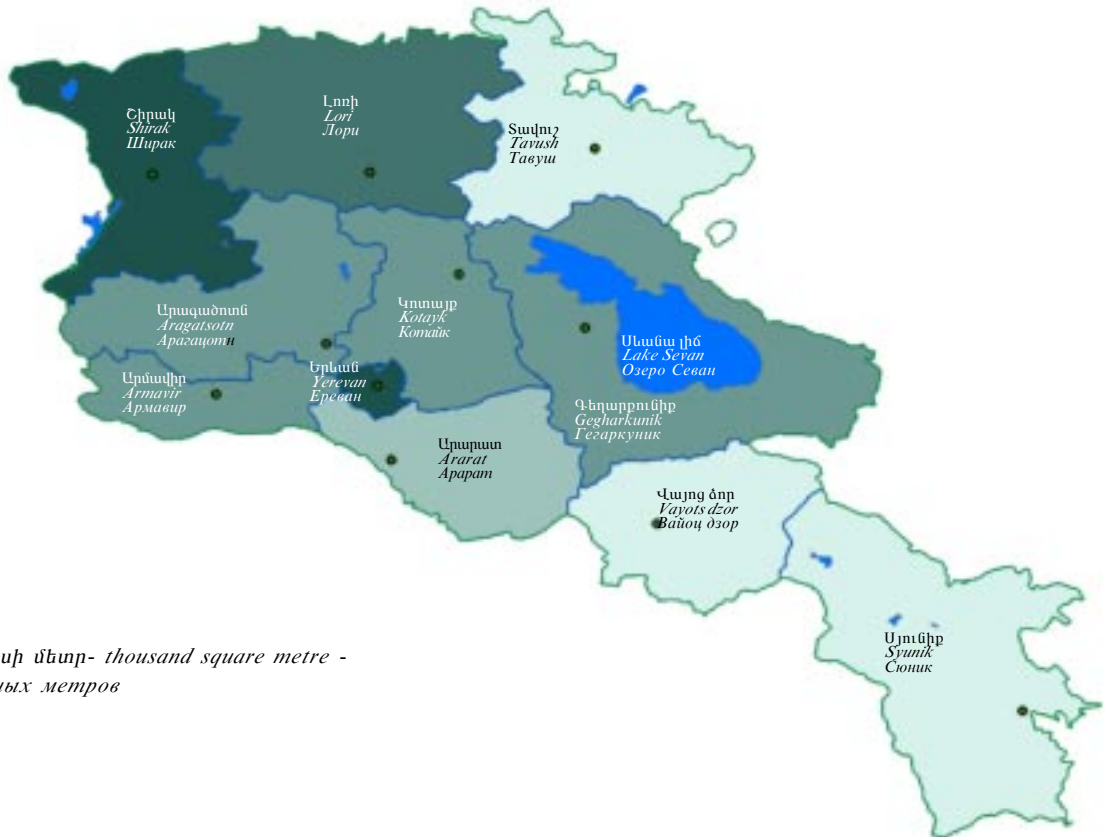 Շիրակ
Shirak
Ширак
Լոռի
Lori
Лори
Տավուշ
Tavush
Тавуш
Արագածոտն
Aragatsotn
Арагацотн
Կոտայք
Kotayk
Котайк
Սևանա լիճ
Lake Sevan
Озеро Севан
Արմավիր
Armavir
Армавир
Երևան
Yerevan
Ереван
Գեղարքունիք
Gegharkunik
Гегаркуник
Արարատ
Ararat
Арарат
Վայոց ձոր
Vayots dzor
Вайоц дзор
Սյունիք
Syunik
Сюник
սի մետր- thousand square metre -
ных метров